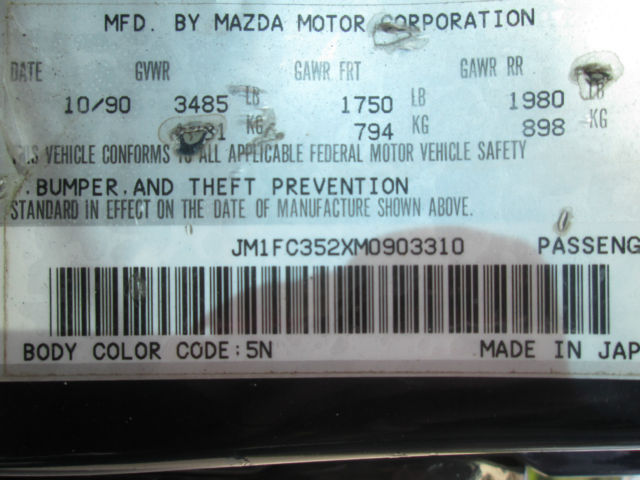 MFD. BY MAZDA MOTOR CORPORATION
DATE GVWR GAWR FRT GAWR RR
10/90 3485 LB 1750 LB 1980 LB
KG 794 KG 898 KG
THIS VEHICLE CONFORMS TO ALL APPLICABLE FEDERAL MOTOR VEHICLE SAFETY
.BUMPER.AND THEFT PREVENTION
STANDARD IN EFFECT ON THE DATE OF MANUFACTURE SHOWN ABOVE.
JM1FC352XM0903310 PASSENG
BODY COLOR CODE:5N MADE IN JAP